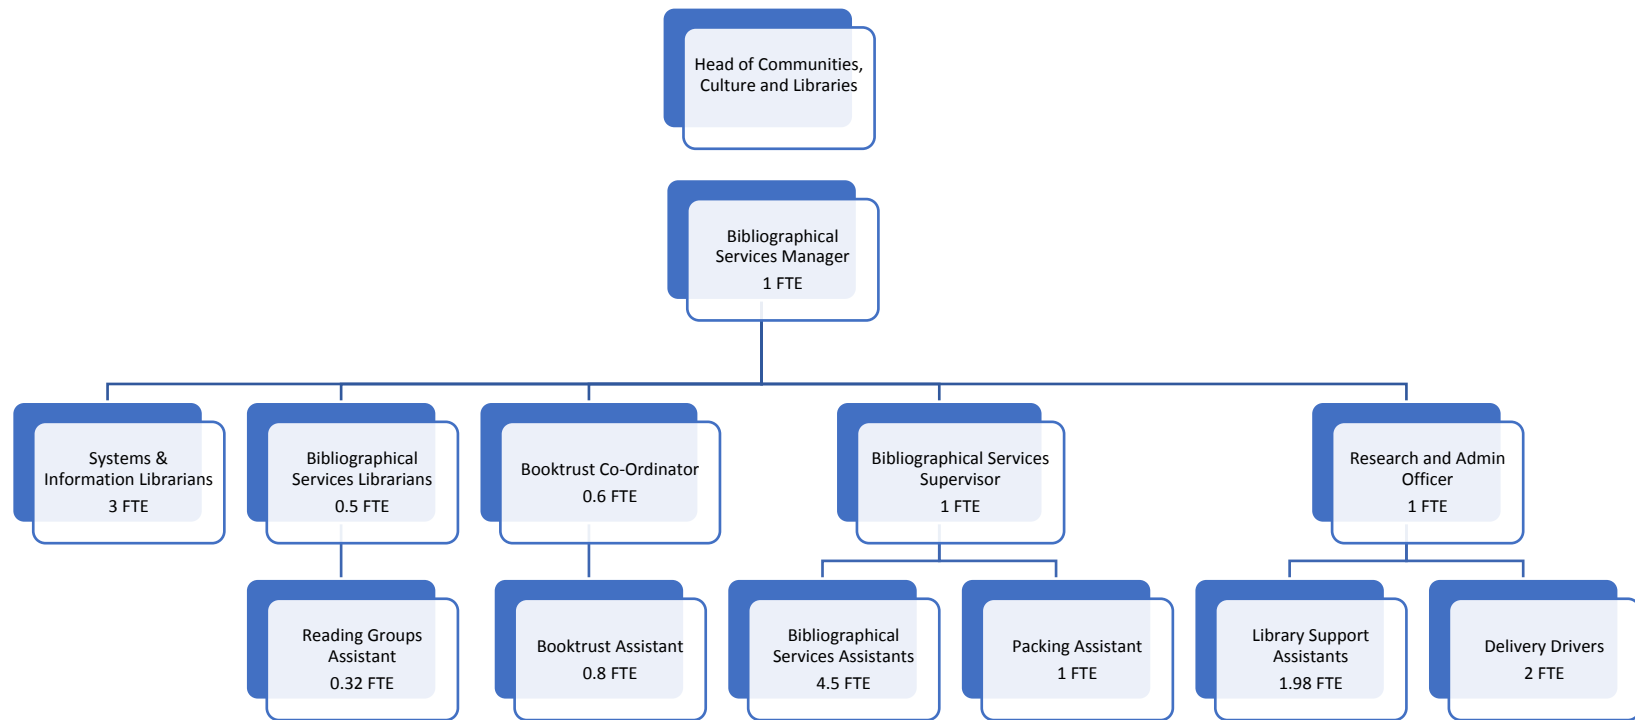 Head of Communities,
Culture and Libraries
Bibliographical
Services Manager
1 FTE
Systems &
Information Librarians
3 FTE
Bibliographical
Services Librarians
0.5 FTE
Booktrust Co-Ordinator
0.6 FTE
Bibliographical Services
Supervisor
1 FTE
Research and Admin
Officer
1 FTE
Reading Groups
Assistant
0.32 FTE
Booktrust Assistant
0.8 FTE
Bibliographical
Services Assistants
4.5 FTE
Packing Assistant
1 FTE
Library Support
Assistants
1.98 FTE
Delivery Drivers
2 FTE